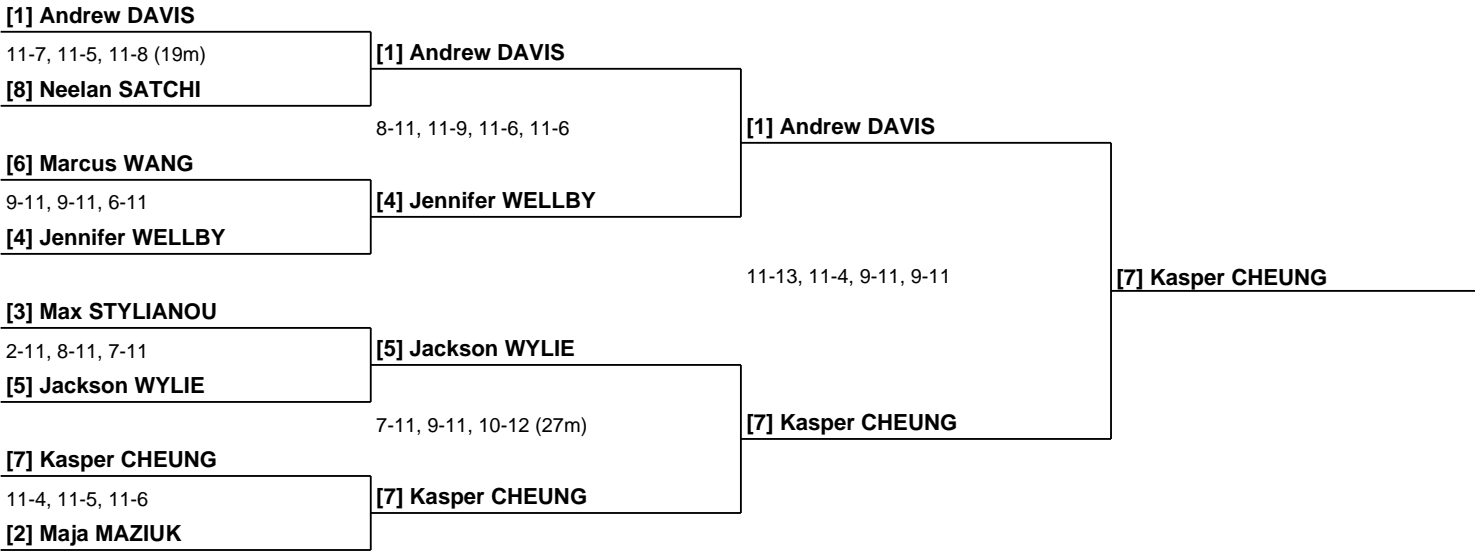 [1] Andrew DAVIS
11-7, 11-5, 11-8 (19m)
[8] Neelan SATCHI
[6] Marcus WANG
9-11, 9-11, 6-11
[4] Jennifer WELLBY
[3] Max STYLIANOU
2-11, 8-11, 7-11
[5] Jackson WYLIE
[7] Kasper CHEUNG
11-4, 11-5, 11-6
[2] Maja MAZIUK
[1] Andrew DAVIS
8-11, 11-9, 11-6, 11-6
[4] Jennifer WELLBY
[5] Jackson WYLIE
7-11, 9-11, 10-12 (27m)
[7] Kasper CHEUNG
[1] Andrew DAVIS
11-13, 11-4, 9-11, 9-11
[7] Kasper CHEUNG
[7] Kasper CHEUNG